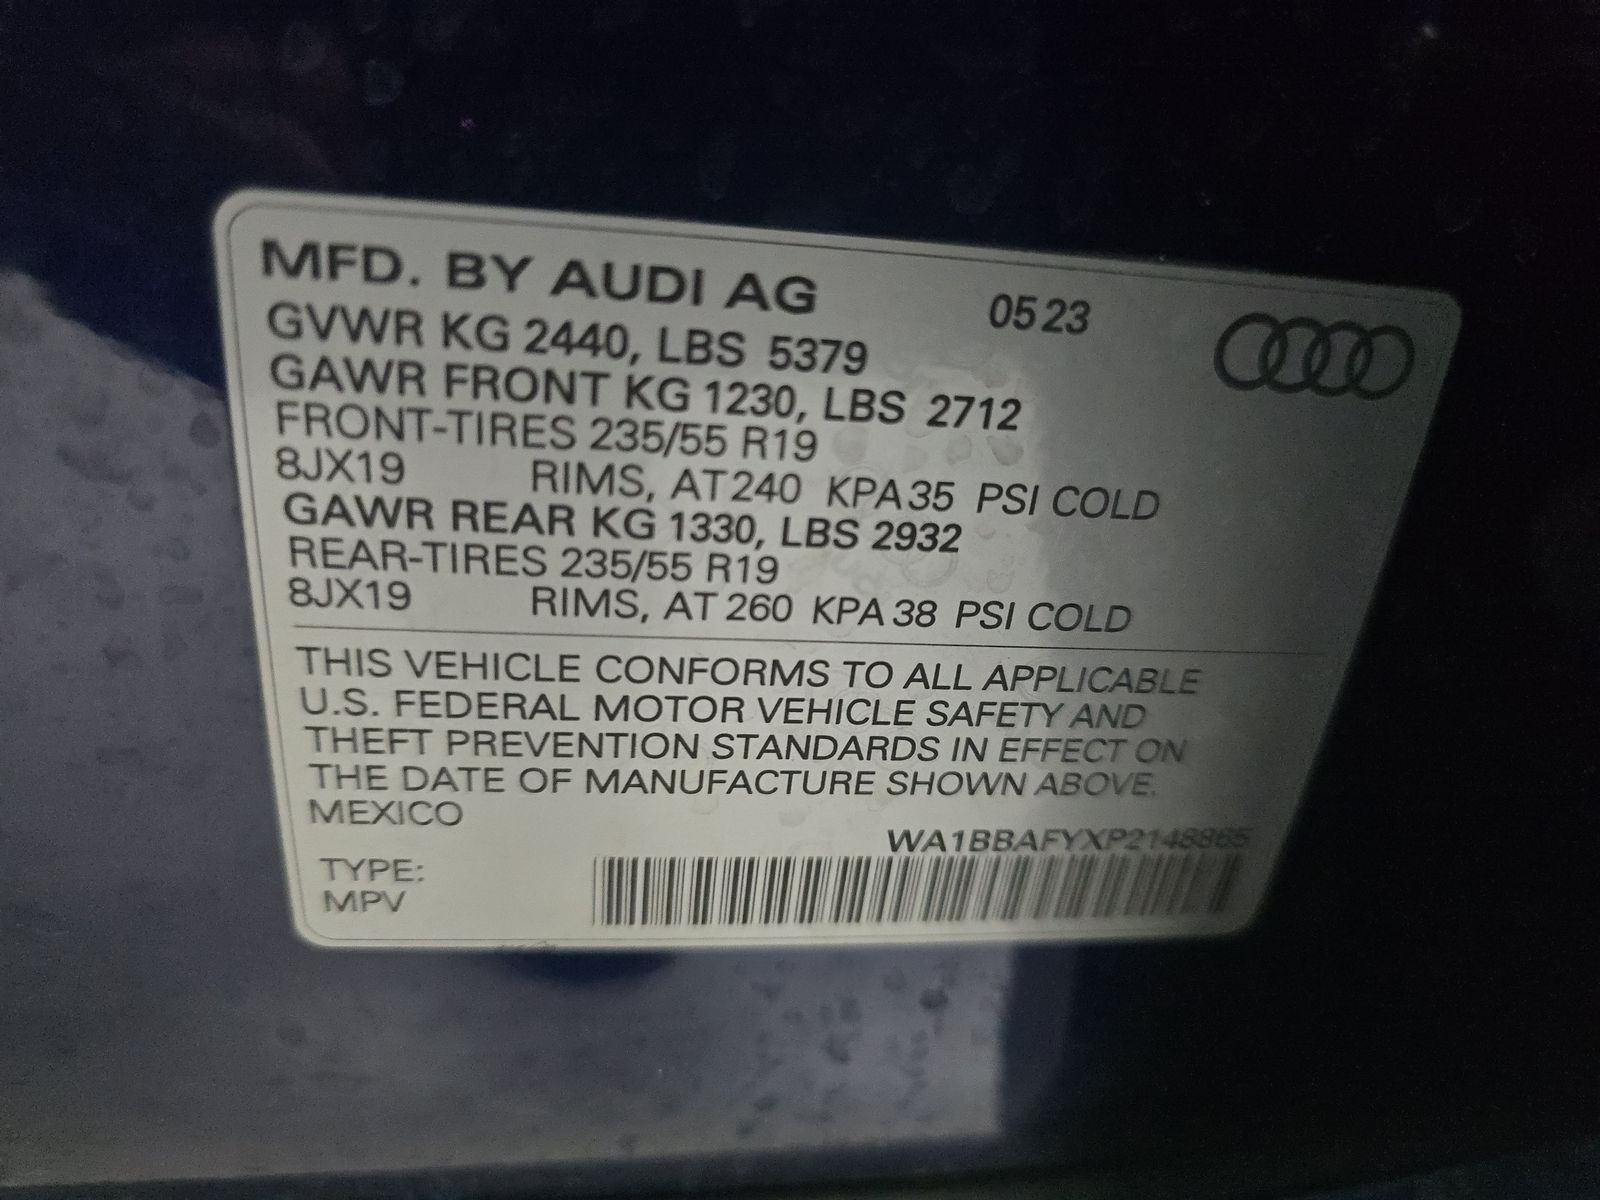 MFD. BY AUDI AG 0523
GVWR KG 2440, LBS 5379
GAWR FRONT KG 1230, LBS 2712
FRONT-TIRES 235/55 R19
8JX19 RIMS, AT 240 KPA 35 PSI COLD
GAWR REAR KG 1330, LBS 2932
REAR-TIRES 235/55 R19
8JX19 RIMS, AT 260 KPA 38 PSI COLD
THIS VEHICLE CONFORMS TO ALL APPLICABLE
U.S. FEDERAL MOTOR VEHICLE SAFETY AND
THEFT PREVENTION STANDARDS IN EFFECT ON
THE DATE OF MANUFACTURE SHOWN ABOVE.
MEXICO
WA1BBAFYXP2148865
TYPE:
MPV